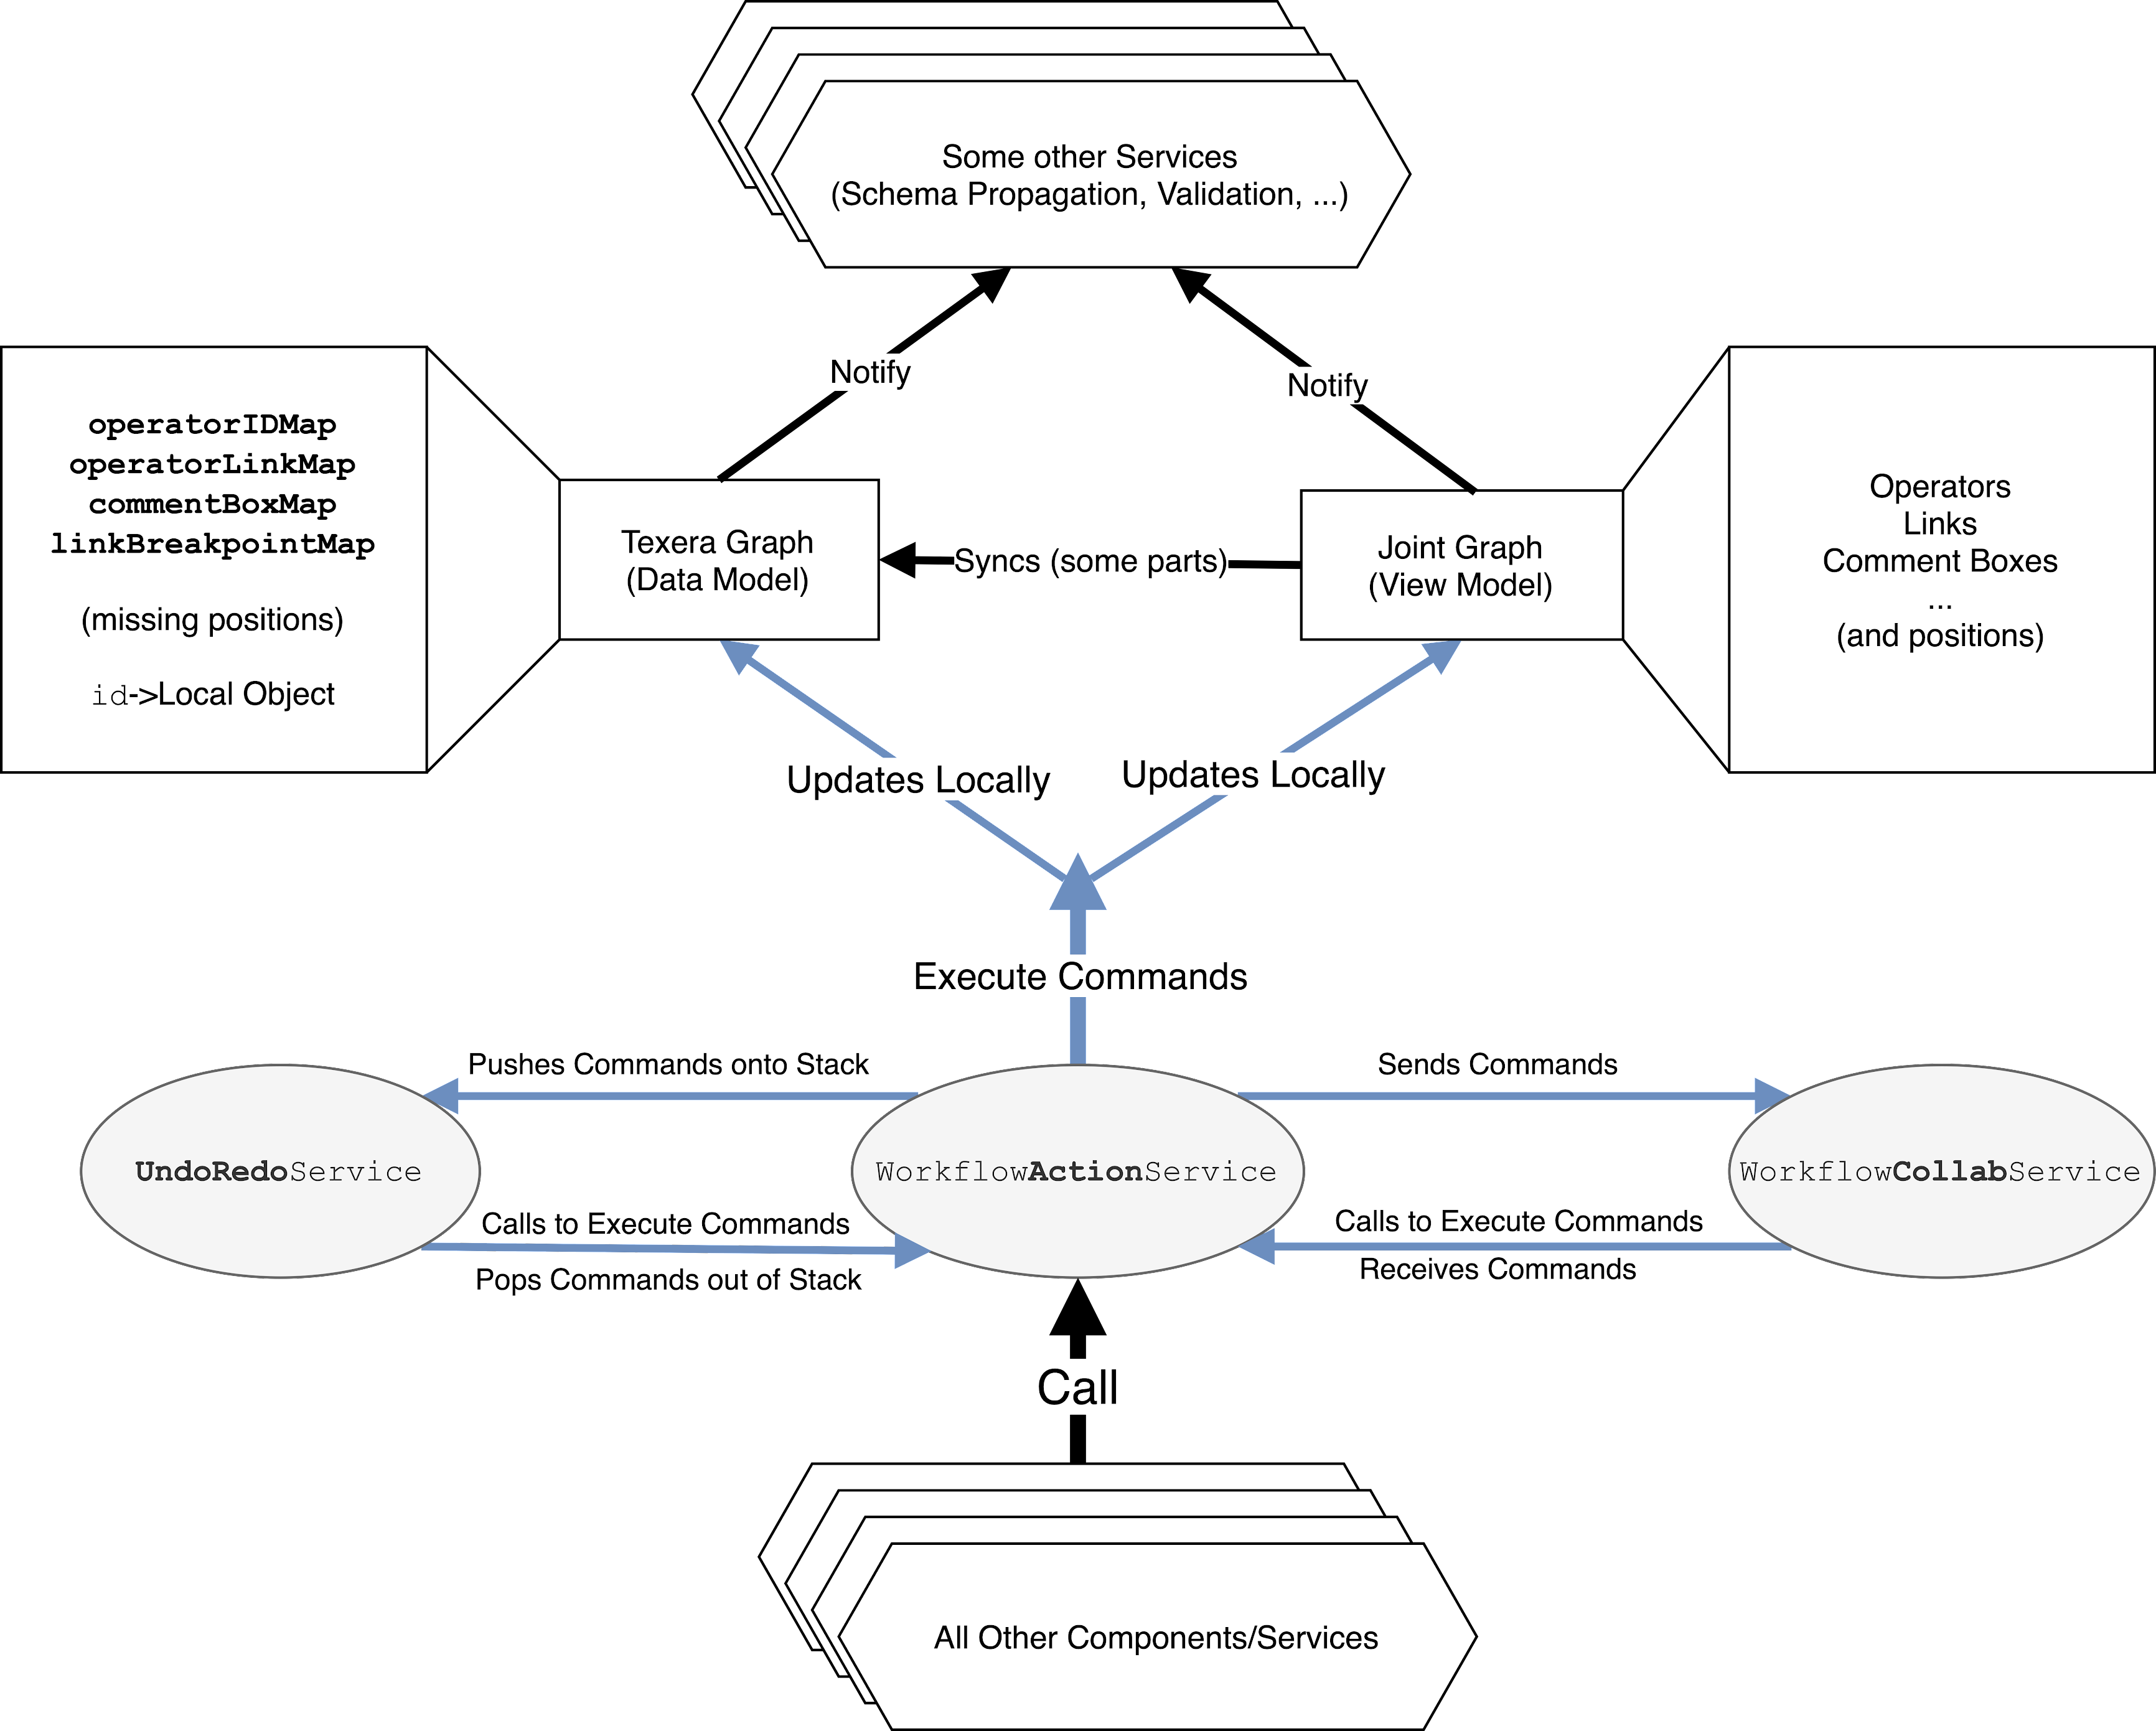 Some other Services
(Schema Propagation, Validation, ...)
Notify
Notify
operatorIDMap
operatorLinkMap
commentBoxMap
linkBreakpointMap
(missing positions)
id->Local Object
Texera Graph
(Data Model)
Syncs (some parts)
Joint Graph
(View Model)
Operators
Links
Comment Boxes
...
(and positions)
Updates Locally
Updates Locally
Execute Commands
Pushes Commands onto Stack
Sends Commands
UndoRedoService
WorkflowActionService
WorkflowCollabService
Calls to Execute Commands
Pops Commands out of Stack
Calls to Execute Commands
Receives Commands
Call
All Other Components/Services